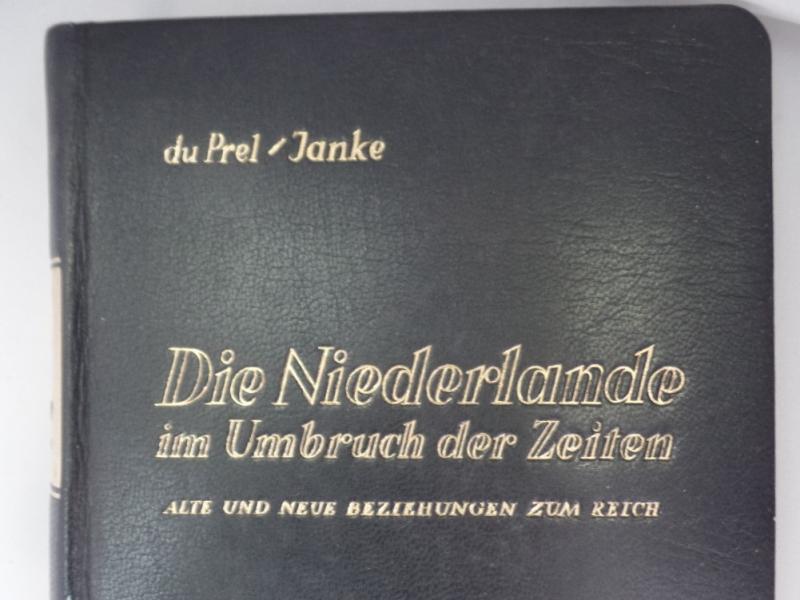 du Prel / Janke
Die Niederlande
im Umbruch der Zeiten
ALTE UND NEUE BEZIEHUNGEN ZUM REICH